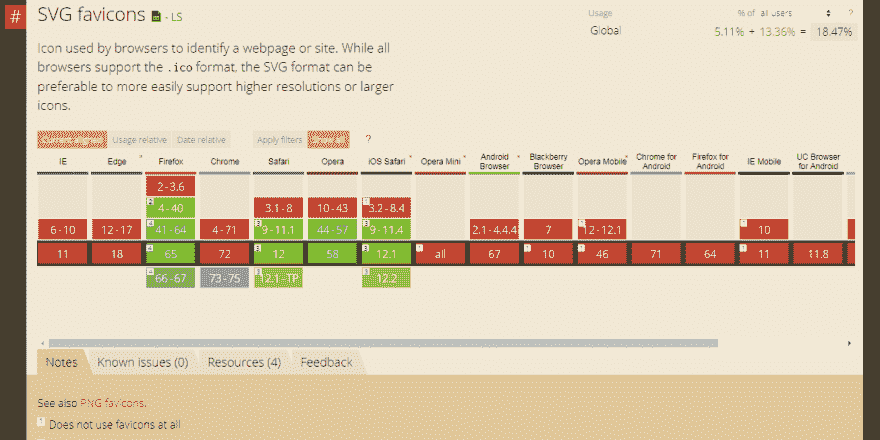 #
SVG favicons - LS
Usage % of all users ?
Global 5.11% + 13.36% = 18.47%
Icon used by browsers to identify a webpage or site. While all
browsers support the .ico format, the SVG format can be
preferable to more easily support higher resolutions or larger
icons.
Usage relative Date relative Apply filters ?
IE Edge * Firefox Chrome Safari Opera iOS Safari * Opera Mini * Android Browser Blackberry Browser Opera Mobile * Chrome for Android Firefox for Android IE Mobile UC Browser for Android
2-3.6
4-40 3.1-8 10-43 3.2-8.4
6-10 12-17 41-64 4-71 9-11.1 44-57 9-11.4 2.1-4.4.4 7 12-12.1 10
11 18 65 72 12 58 12.1 all 67 10 46 71 64 11 11.8
66-67 73-75 12.1-TP 12.2
Notes Known issues (0) Resources (4) Feedback
See also PNG favicons.
1 Does not use favicons at all